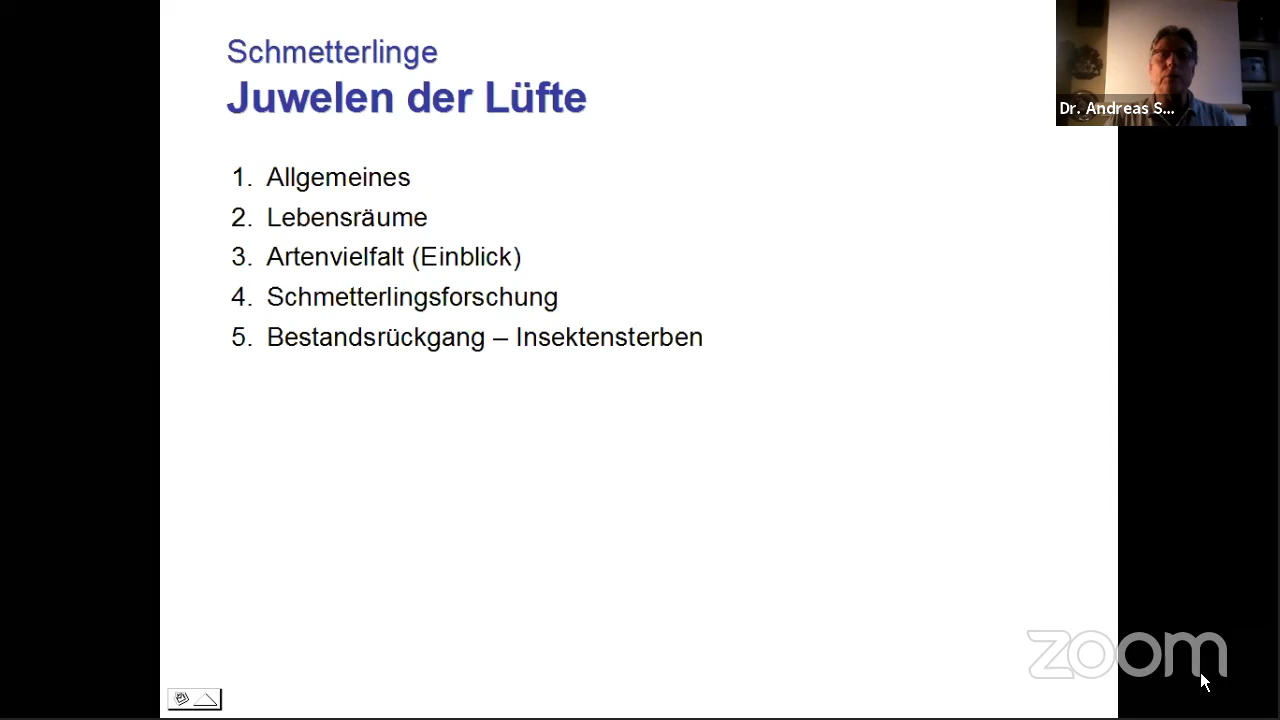 Schmetterlinge
Juwelen der Lüfte
1. Allgemeines
2. Lebensräume
3. Artenvielfalt (Einblick)
4. Schmetterlingsforschung
5. Bestandsrückgang – Insektensterben
Dr. Andreas S...
zoom